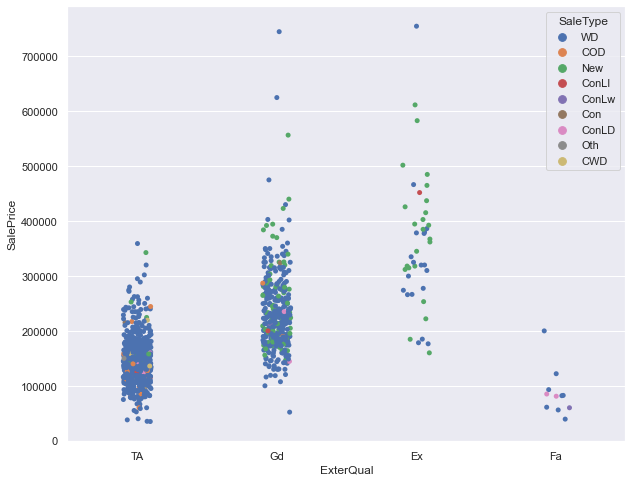 SaleType
WD
COD
New
ConLI
ConLw
Con
ConLD
Oth
CWD
700000
600000
500000
400000
300000
200000
100000
0
SalePrice
TA
Gd
Ex
Fa
ExterQual